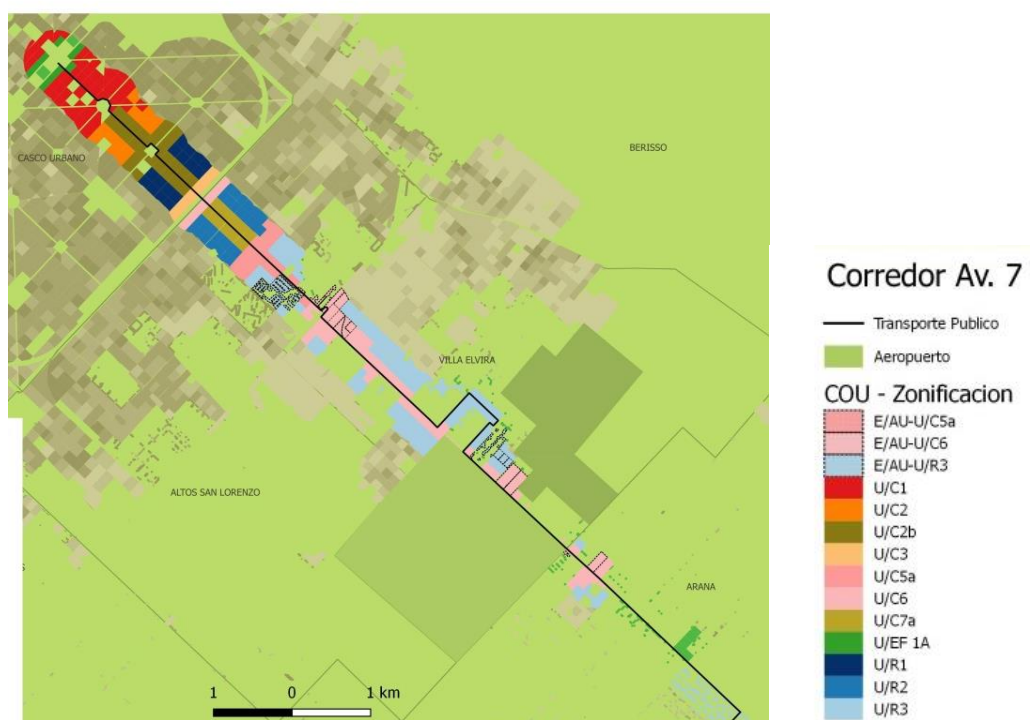 CASCO URBANO
BERISSO
VILLA ELVIRA
ALTOS SAN LORENZO
ARANA
1 0 1 km
Corredor Av. 7
Transporte Publico
Aeropuerto
COU - Zonificacion
E/AU-U/C5a
E/AU-U/C6
E/AU-U/R3
U/C1
U/C2
U/C2b
U/C3
U/C5a
U/C6
U/C7a
U/EF 1A
U/R1
U/R2
U/R3